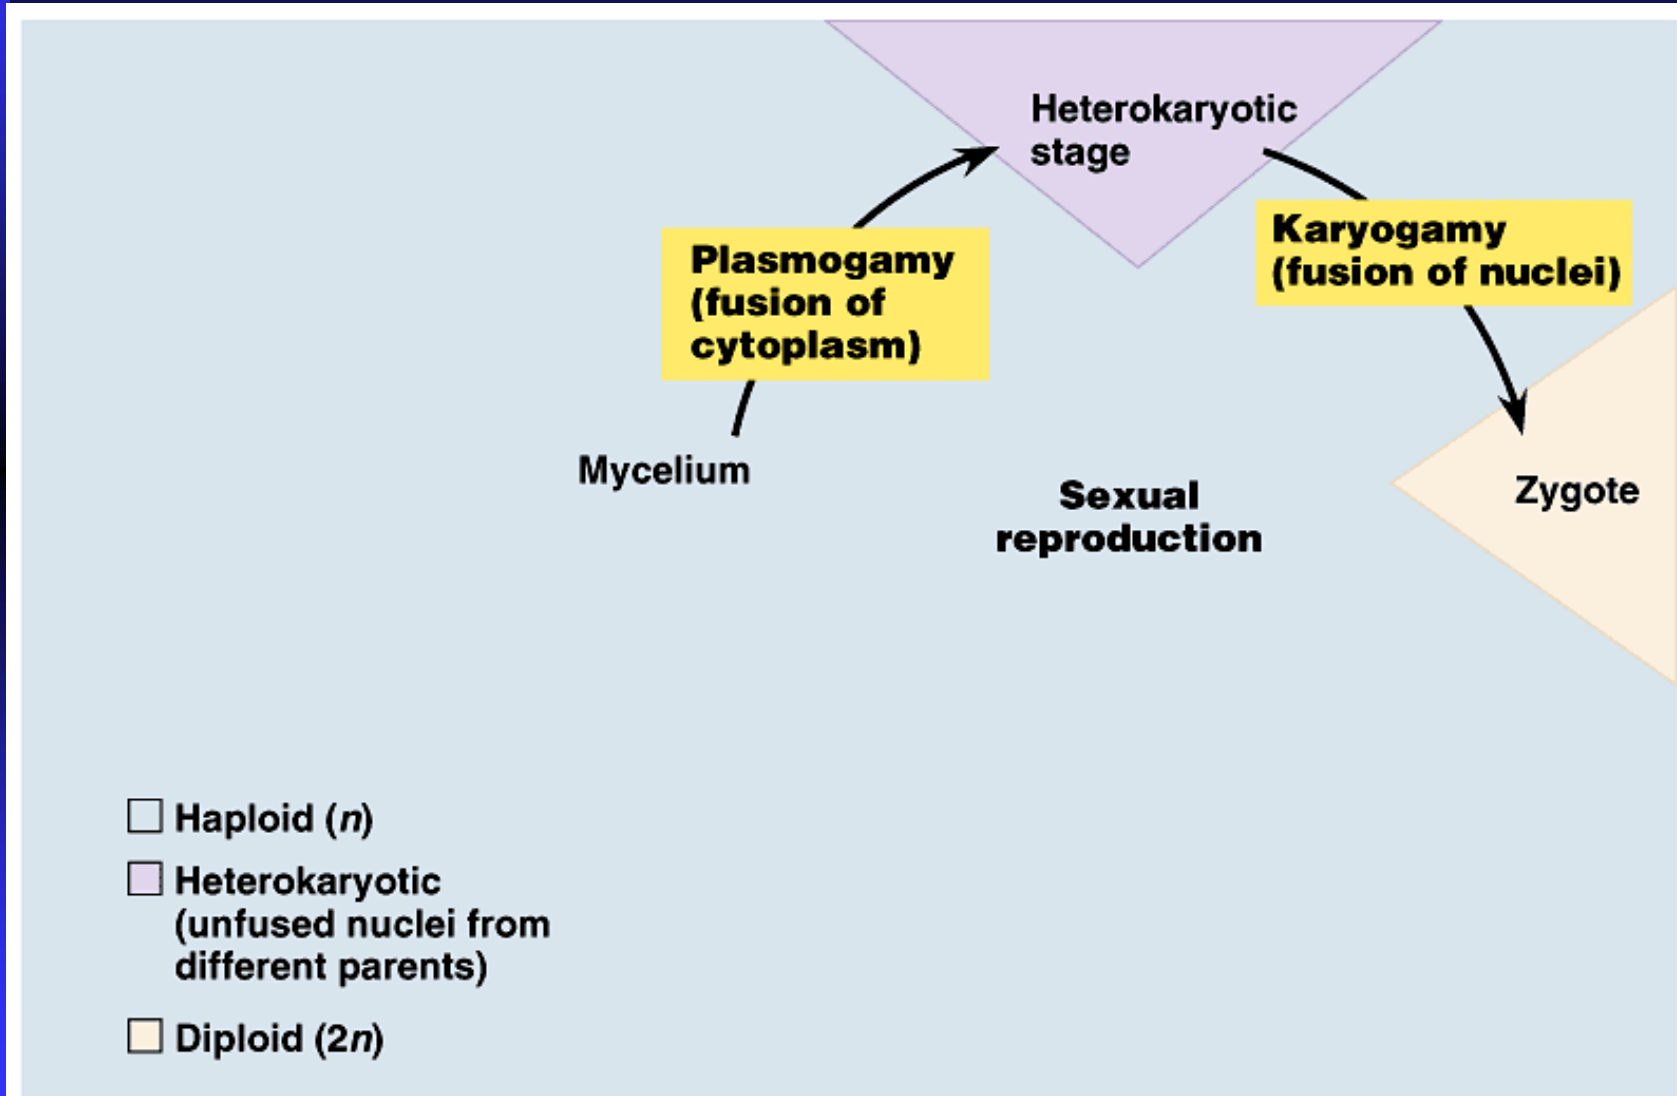 Heterokaryotic
stage
Plasmogamy
(fusion of
cytoplasm)
Karyogamy
(fusion of nuclei)
Mycelium
Sexual
reproduction
Zygote
Haploid (n)
Heterokaryotic
(unfused nuclei from
different parents)
Diploid (2n)